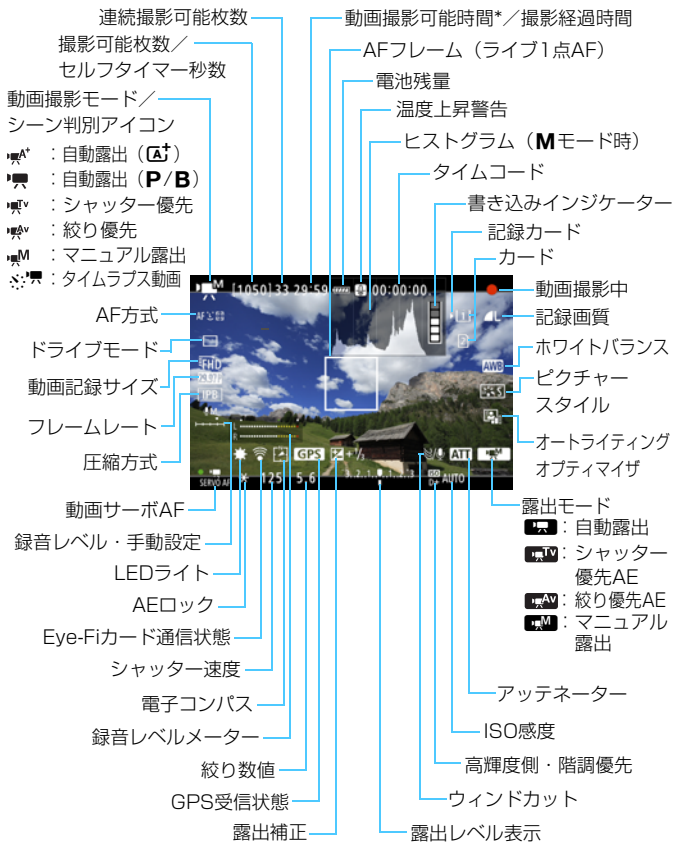 連続撮影可能枚数
動画撮影可能時間*／撮影経過時間
撮影可能枚数／
セルフタイマー秒数
AFフレーム（ライブ1点AF）
電池残量
動画撮影モード／
シーン判別アイコン
温度上昇警告
ヒストグラム（Mモード時）
A+ ：自動露出（A+）
：自動露出（P/B）
Tv ：シャッター優先
Av ：絞り優先
M ：マニュアル露出
：タイムラプス動画
タイムコード
書き込みインジケーター
記録カード
カード
M [1050] 33 29:59 00:00:00
動画撮影中
AF方式
AF
L
記録画質
ドライブモード
AWB
ホワイトバランス
動画記録サイズ
FHD
29.97P
ピクチャー
スタイル
フレームレート
IPB
圧縮方式
オートライティング
オプティマイザ
L
R
GPS
ATT
M
SERVO AF
125 5.6
3..2..1..0..1..2..3
ISO
D+ AUTO
動画サーボAF
露出モード
：自動露出
Tv：シャッター
優先AE
Av：絞り優先AE
M：マニュアル
露出
録音レベル・手動設定
LEDライト
AEロック
Eye-Fiカード通信状態
シャッター速度
電子コンパス
録音レベルメーター
絞り数値
GPS受信状態
露出補正
アッテネーター
ISO感度
高輝度側・階調優先
ウィンドカット
露出レベル表示